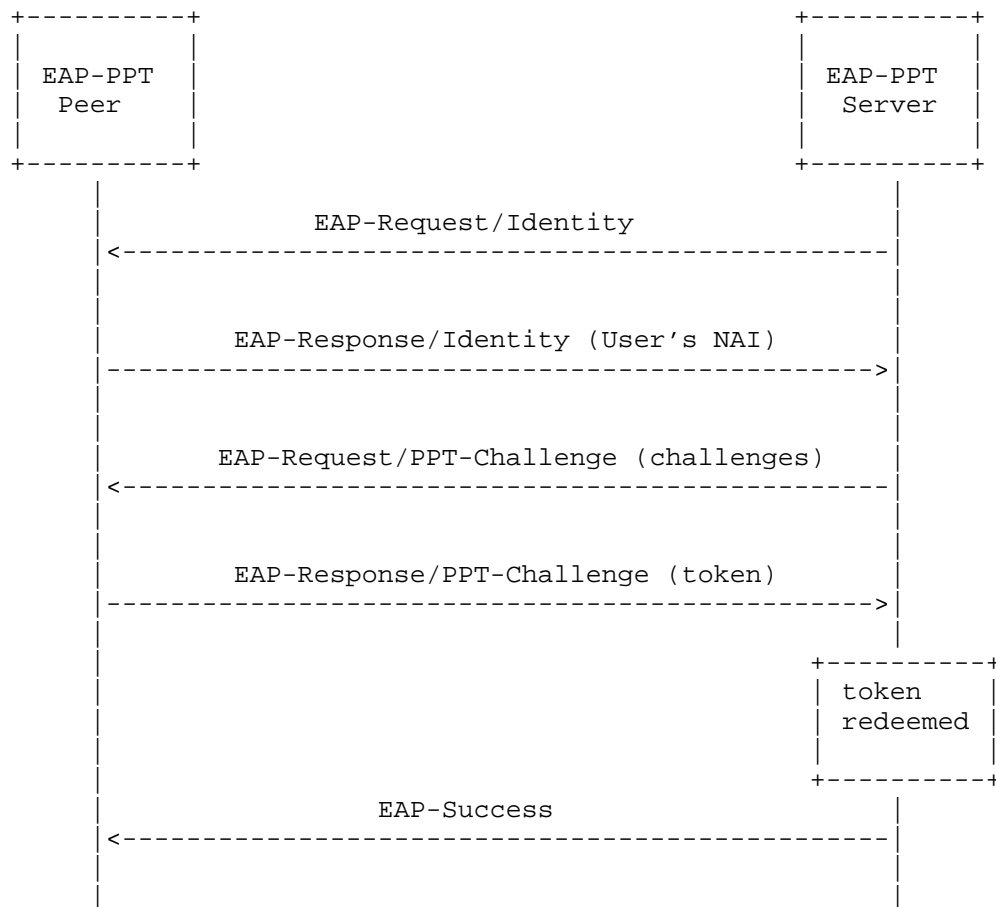 EAP-PPT EAP-PPT
Peer Server
EAP-Request/Identity
EAP-Response/Identity (User's NAI)
EAP-Request/PPT-Challenge (challenges)
EAP-Response/PPT-Challenge (token)
token
redeemed
EAP-Success